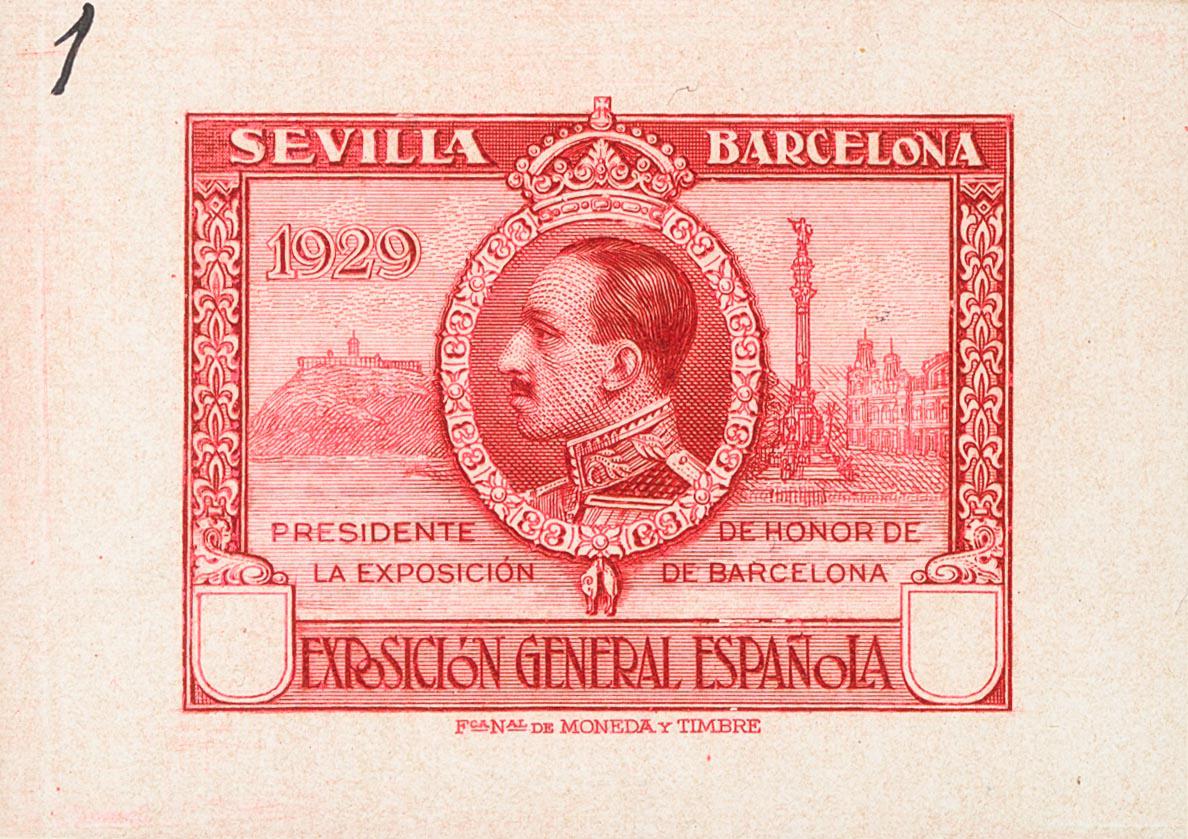 1
SEVILLA BARCELONA
1929
PRESIDENTE DE HONOR DE
LA EXPOSICIÓN DE BARCELONA
EXPOSICIÓN GENERAL ESPAÑOLA
FCA NAL DE MONEDA Y TIMBRE